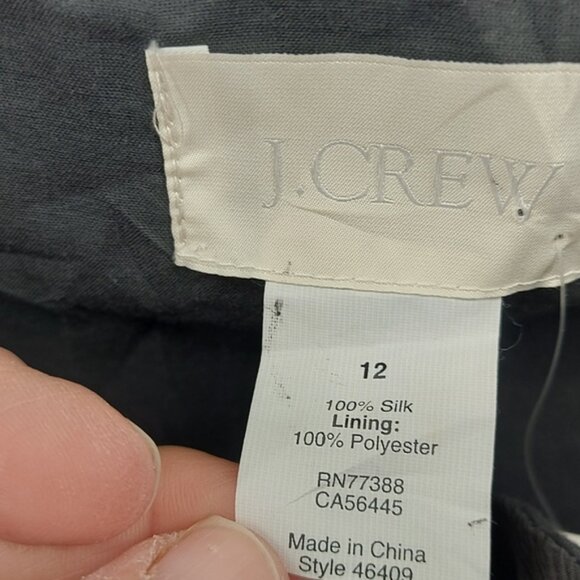 J.CREW
12
100% Silk
Lining:
100% Polyester
RN77388
CA56445
Made in China
Style 46409